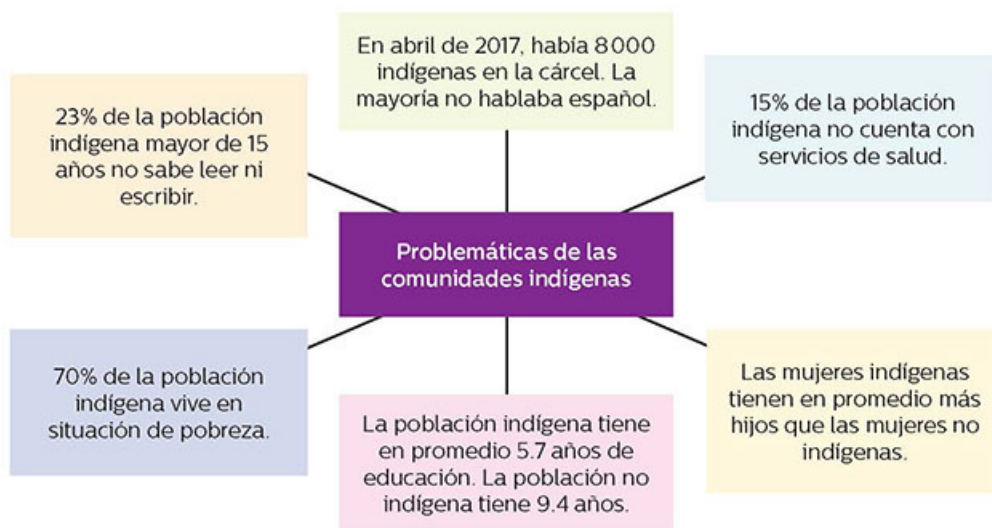 En abril de 2017, había 8000
indígenas en la cárcel. La
mayoría no hablaba español.
23% de la población
indígena mayor de 15
años no sabe leer ni
escribir.
15% de la población
indígena no cuenta con
servicios de salud.
Problemáticas de las
comunidades indígenas
70% de la población
indígena vive en
situación de pobreza.
La población indígena tiene
en promedio 5.7 años de
educación. La población no
indígena tiene 9.4 años.
Las mujeres indígenas
tienen en promedio más
hijos que las mujeres no
indígenas.